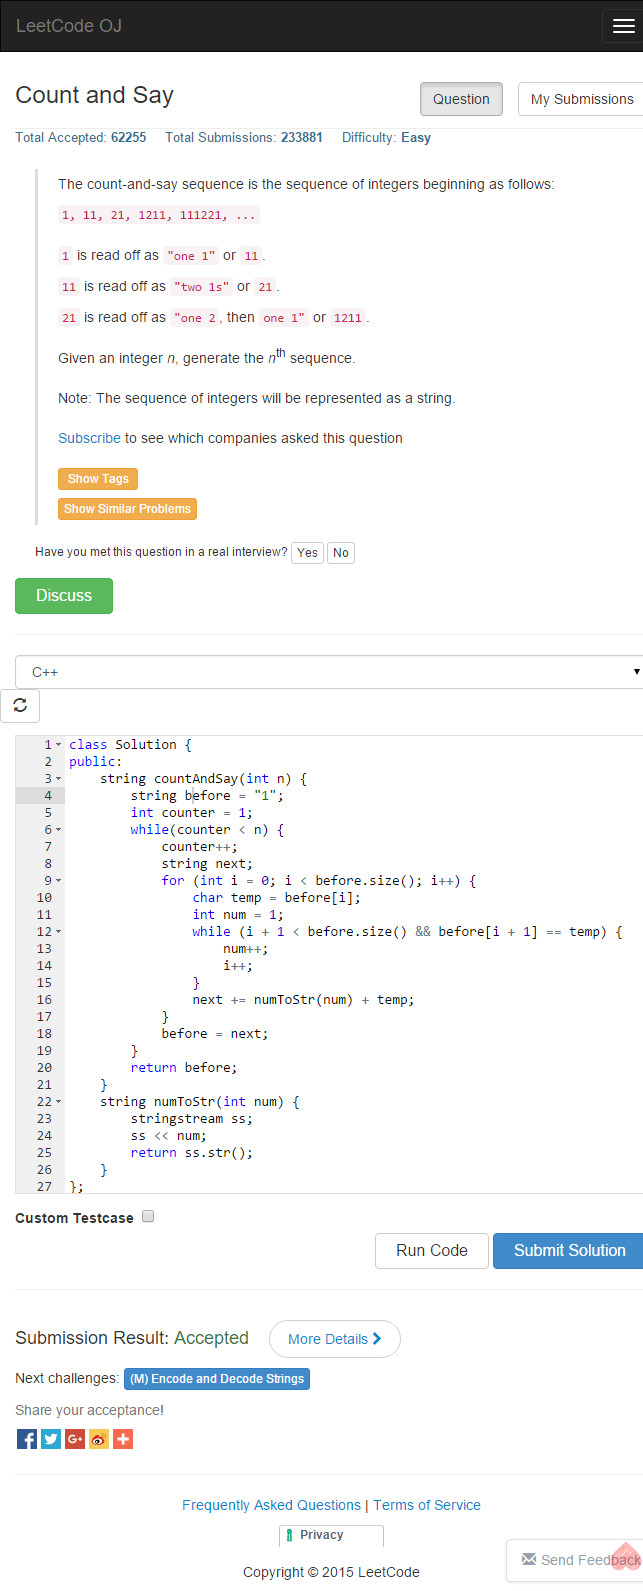 LeetCode OJ
Count and Say
Question
My Submissions
Total Accepted: 62255 Total Submissions: 233881 Difficulty: Easy
The count-and-say sequence is the sequence of integers beginning as follows:
1, 11, 21, 1211, 111221, ...
1 is read off as "one 1" or 11.
11 is read off as "two 1s" or 21.
21 is read off as "one 2, then one 1" or 1211.
Given an integer n, generate the nth sequence.
Note: The sequence of integers will be represented as a string.
Subscribe to see which companies asked this question
Show Tags
Show Similar Problems
Have you met this question in a real interview? Yes No
Discuss
C++
1 class Solution {
2 public:
3     string countAndSay(int n) {
4         string before = "1";
5         int counter = 1;
6         while(counter < n) {
7             counter++;
8             string next;
9             for (int i = 0; i < before.size(); i++) {
10                 char temp = before[i];
11                 int num = 1;
12                 while (i + 1 < before.size() && before[i + 1] == temp) {
13                     num++;
14                     i++;
15                 }
16                 next += numToStr(num) + temp;
17             }
18             before = next;
19         }
20         return before;
21     }
22     string numToStr(int num) {
23         stringstream ss;
24         ss << num;
25         return ss.str();
26     }
27 };
Custom Testcase
Run Code
Submit Solution
Submission Result: Accepted
More Details
Next challenges: (M) Encode and Decode Strings
Share your acceptance!
Frequently Asked Questions | Terms of Service
Privacy
Send Feedback
Copyright © 2015 LeetCode